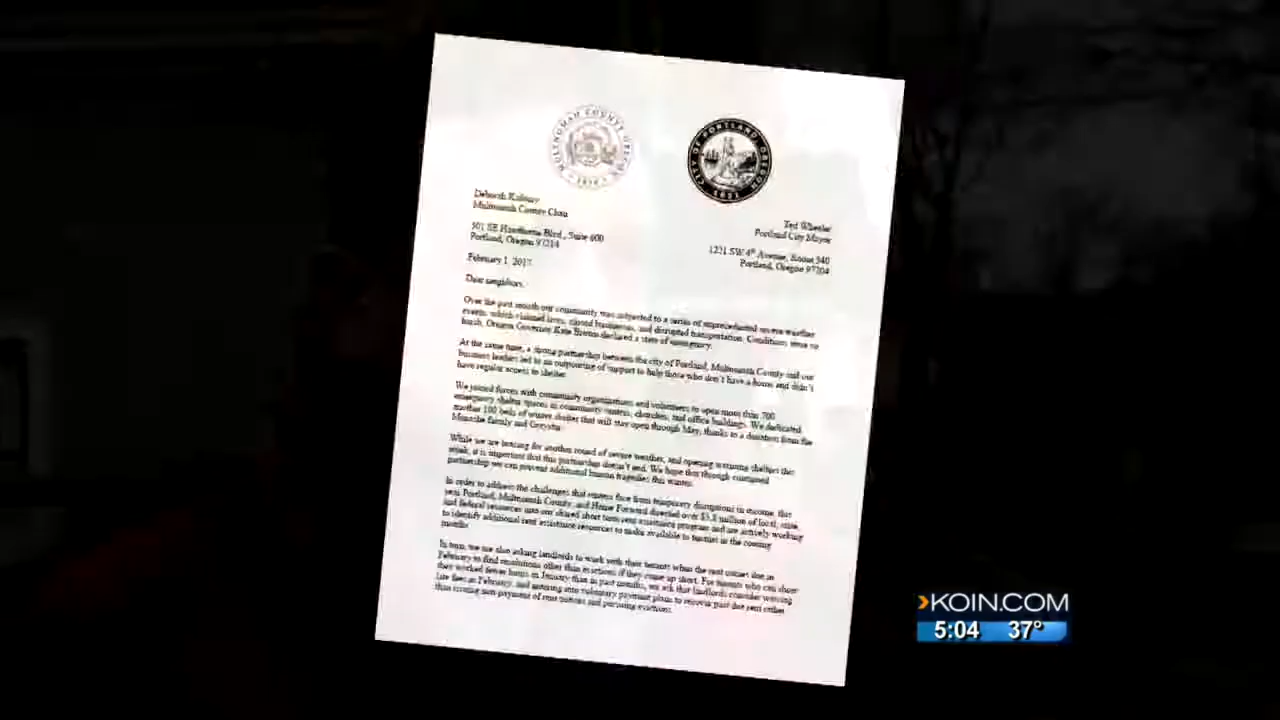 MULTNOMAH COUNTY OREGON
1854
CITY OF PORTLAND, OREGON
1851
Deborah Kafoury
Multnomah County Chair
501 SE Hawthorne Blvd., Suite 600
Portland, Oregon 97214
Ted Wheeler
Portland City Mayor
1221 SW 4th Avenue, Room 340
Portland, Oregon 97204
February 1, 2017
Dear neighbors,
Over the past month our community was subjected to a series of unprecedented severe weather
events, which claimed lives, closed businesses, and disrupted transportation. Conditions were so
harsh, Oregon Governor Kate Brown declared a state of emergency.
At the same time, a strong partnership between the city of Portland, Multnomah County and our
business leaders led to an outpouring of support to help those who don't have a home and didn't
have regular access to shelter.
We joined forces with community organizations and volunteers to open more than 700
emergency shelter spaces in community centers, churches, and office buildings. We dedicated
another 100 beds of winter shelter that will stay open through May, thanks to a donation from the
Menashe family and Greystar.
While we are bracing for another round of severe weather, and opening warming shelters this
week, it is important that this partnership doesn't end. We hope that through continued
partnership we can prevent additional human tragedies this winter.
In order to address the challenges that renters face from temporary disruptions in income, this
year Portland, Multnomah County, and Home Forward directed over $5.8 million of local, state,
and federal resources into our shared short term rent assistance program and are actively working
to identify additional rent assistance resources to make available to tenants in the coming
months.
In turn, we are also asking landlords to work with their tenants when the rent comes due in
February to find resolutions other than evictions if they come up short. For tenants who can show
they worked fewer hours in January than in past months, we ask that landlords consider waiving
late fees in February, and entering into voluntary payment plans to recover past due rent rather
than issuing non-payment of rent notices and pursuing evictions.
KOIN.COM
5:04 37°